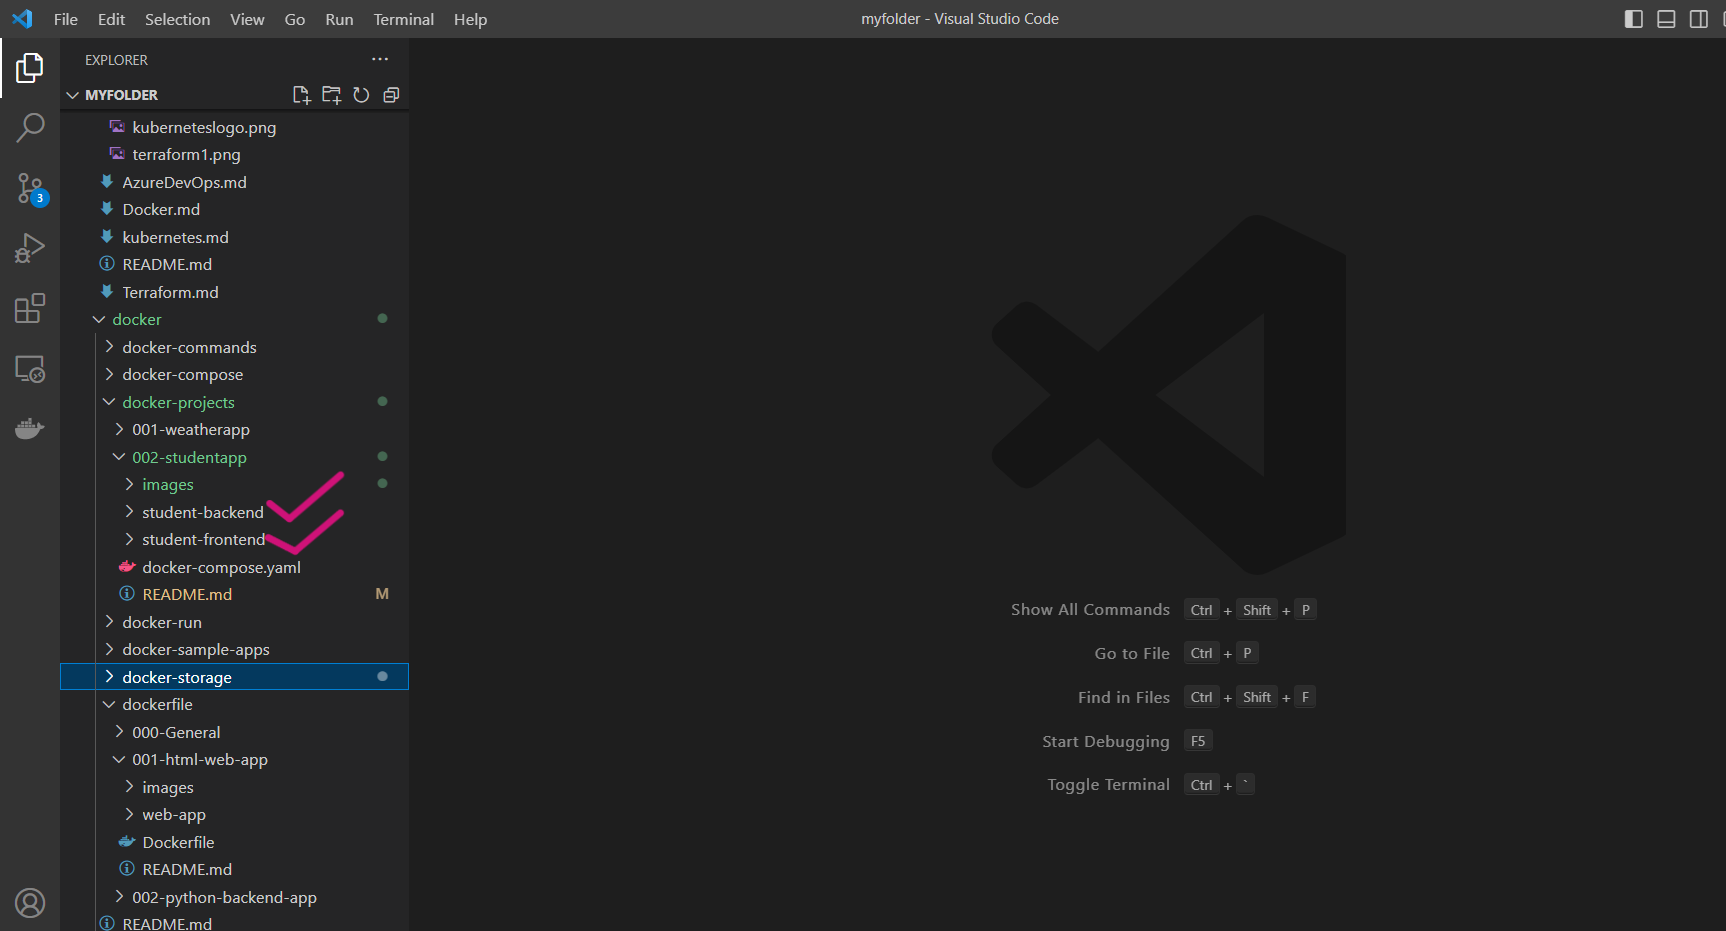 File Edit Selection View Go Run Terminal Help
myfolder - Visual Studio Code
EXPLORER
MYFOLDER
kuberneteslogo.png
terraform1.png
AzureDevOps.md
3
Docker.md
kubernetes.md
README.md
Terraform.md
docker
docker-commands
docker-compose
docker-projects
001-weatherapp
002-studentapp
images
student-backend
student-frontend
docker-compose.yaml
README.md M
docker-run
docker-sample-apps
docker-storage
dockerfile
000-General
001-html-web-app
images
web-app
Dockerfile
README.md
002-python-backend-app
README.md
Show All Commands Ctrl + Shift + P
Go to File Ctrl + P
Find in Files Ctrl + Shift + F
Start Debugging F5
Toggle Terminal Ctrl + `